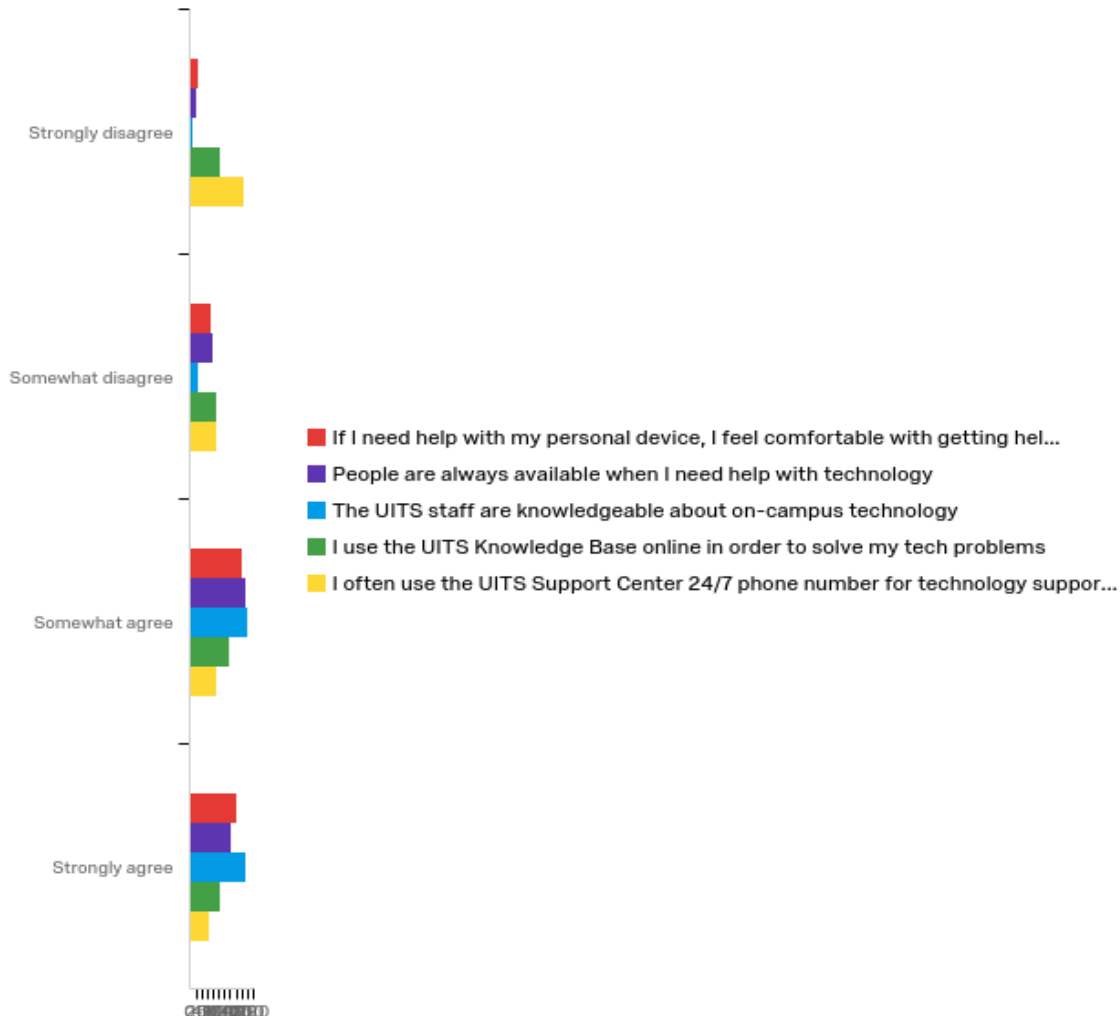 Strongly disagree
Somewhat disagree
Somewhat agree
Strongly agree
If I need help with my personal device, I feel comfortable with getting hel...
People are always available when I need help with technology
The UITS staff are knowledgeable about on-campus technology
I use the UITS Knowledge Base online in order to solve my tech problems
I often use the UITS Support Center 24/7 phone number for technology suppor...